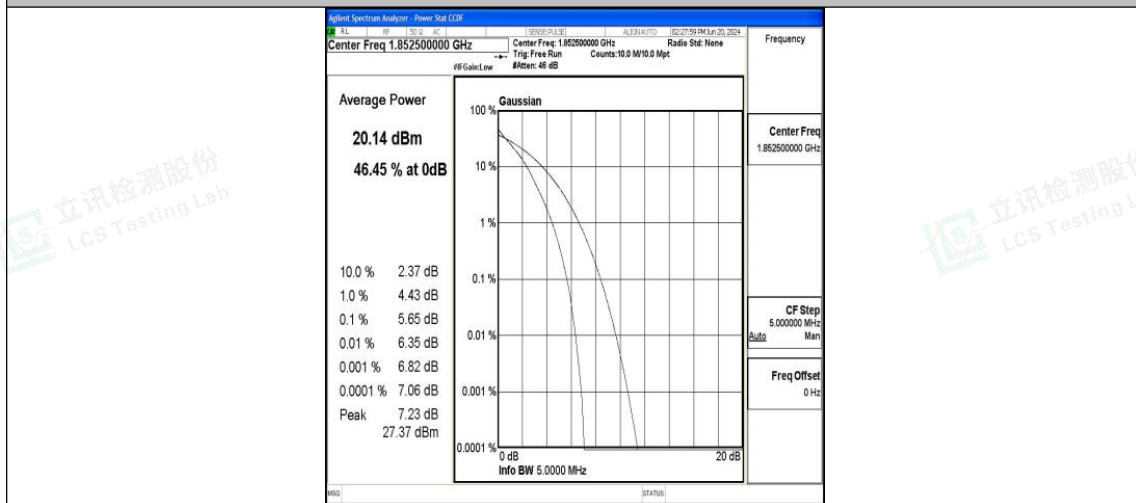 Agilent Spectrum Analyzer - Power Stat CCDF
RL RF 50 Ω AC SENSE:PULSE ALIGN AUTO 02:27:59 PM Jun 20, 2024
Center Freq 1.852500000 GHz
Center Freq: 1.852500000 GHz Radio Std: None
Trig: Free Run Counts:10.0 M/10.0 Mpt
#IFGain:Low #Atten: 46 dB
Frequency
Average Power
20.14 dBm
46.45 % at 0dB
10.0 % 2.37 dB
1.0 % 4.43 dB
0.1 % 5.65 dB
0.01 % 6.35 dB
0.001 % 6.82 dB
0.0001 % 7.06 dB
Peak 7.23 dB
27.37 dBm
Gaussian
100 %
10 %
1 %
0.1 %
0.01 %
0.001 %
0.0001 %
0 dB 20 dB
Info BW 5.0000 MHz
Center Freq
1.852500000 GHz
CF Step
5.000000 MHz
Auto Man
Freq Offset
0 Hz
MSG STATUS
立讯检测股份
LCS Testing Lab
立讯检测股份
LCS Testing L